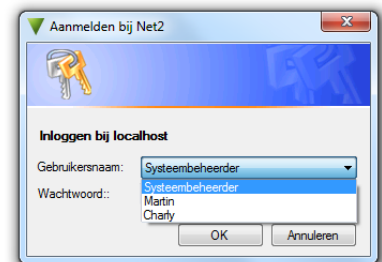 Aanmelden bij Net2
Inloggen bij localhost
Gebruikersnaam: Systeembeheerder
Wachtwoord::
Systeembeheerder
Martin
Charly
OK Annuleren